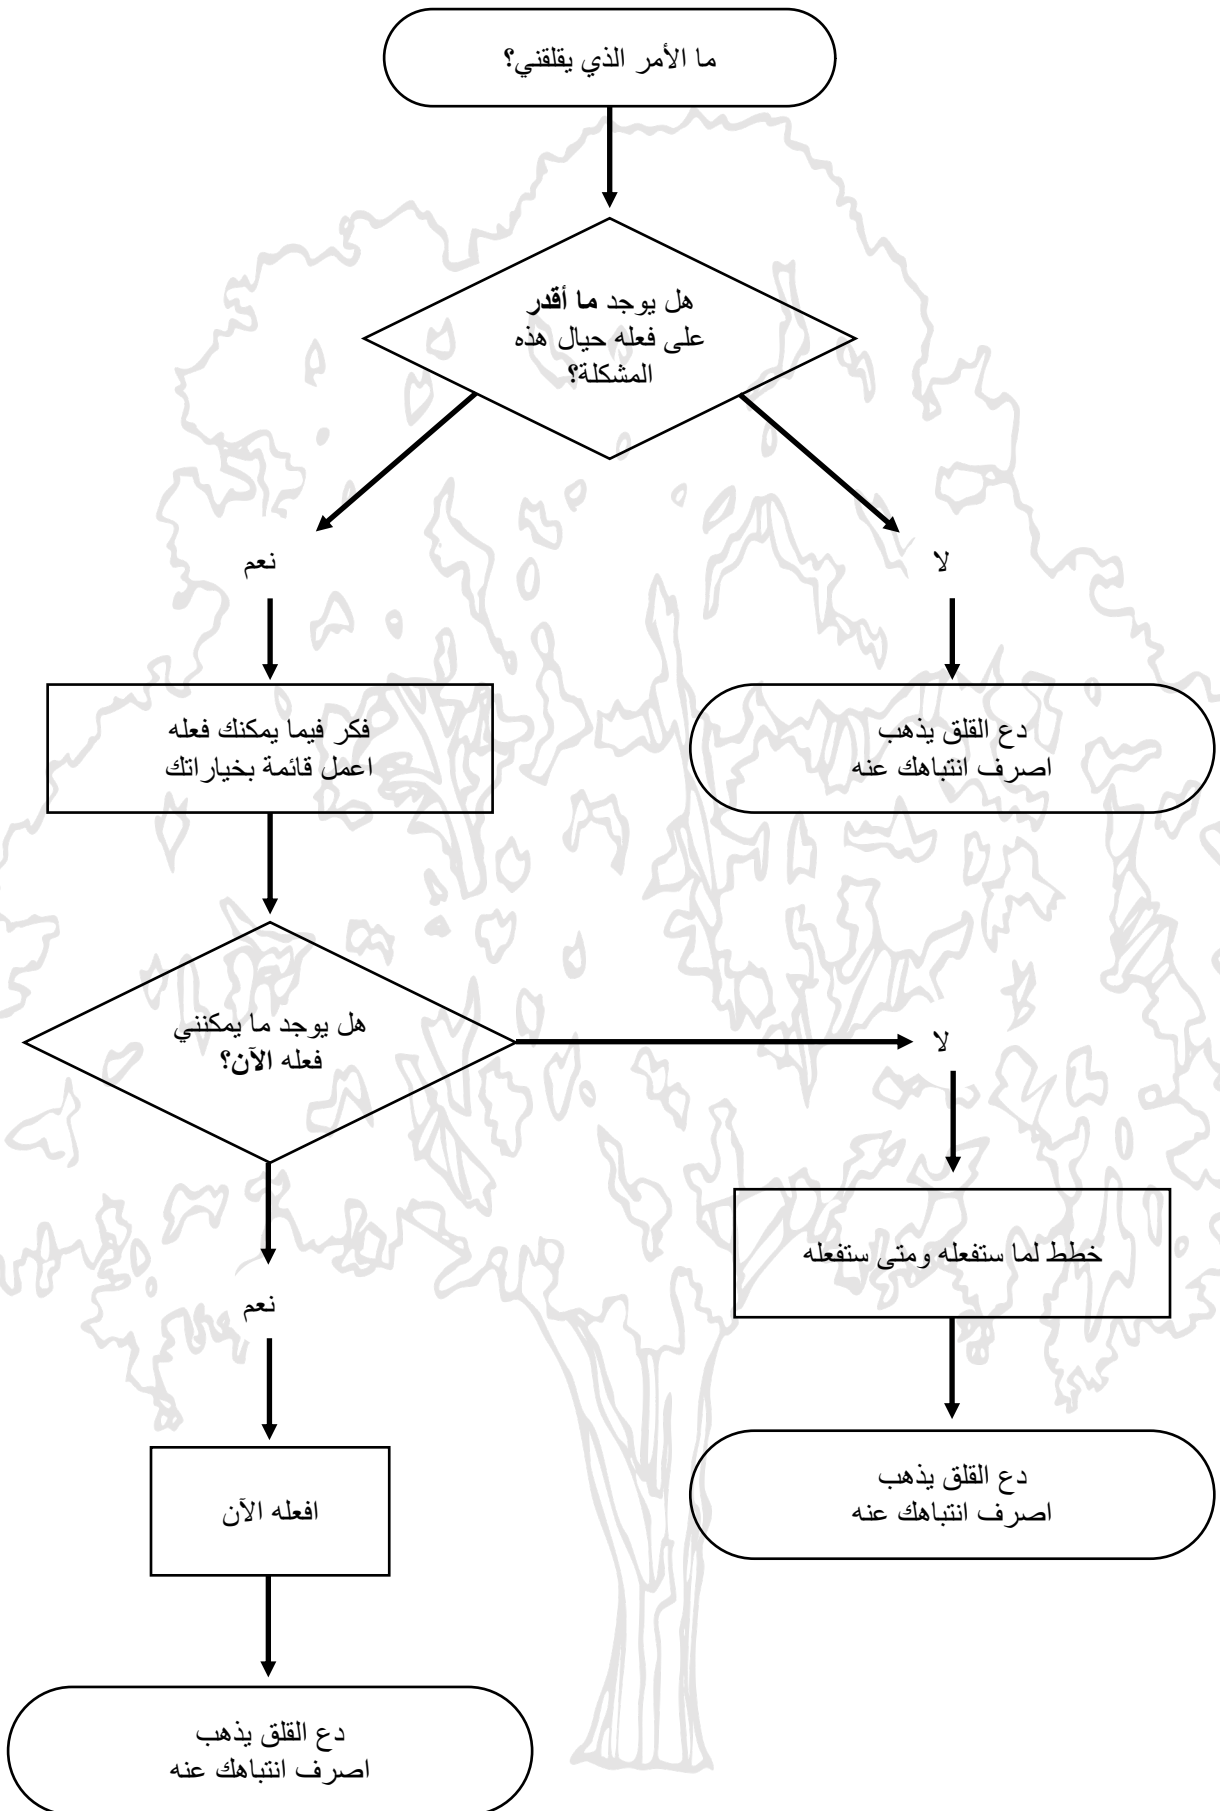 ما الأمر الذي يقلقني؟
هل يوجد ما أقدر
على فعله حيال هذه
المشكلة؟
نعم
لا
فكر فيما يمكنك فعله
اعمل قائمة بخياراتك
دع القلق يذهب
اصرف انتباهك عنه
هل يوجد ما يمكنني
فعله الآن؟
لا
خطط لما ستفعله ومتى ستفعله
نعم
دع القلق يذهب
اصرف انتباهك عنه
افعله الآن
دع القلق يذهب
اصرف انتباهك عنه